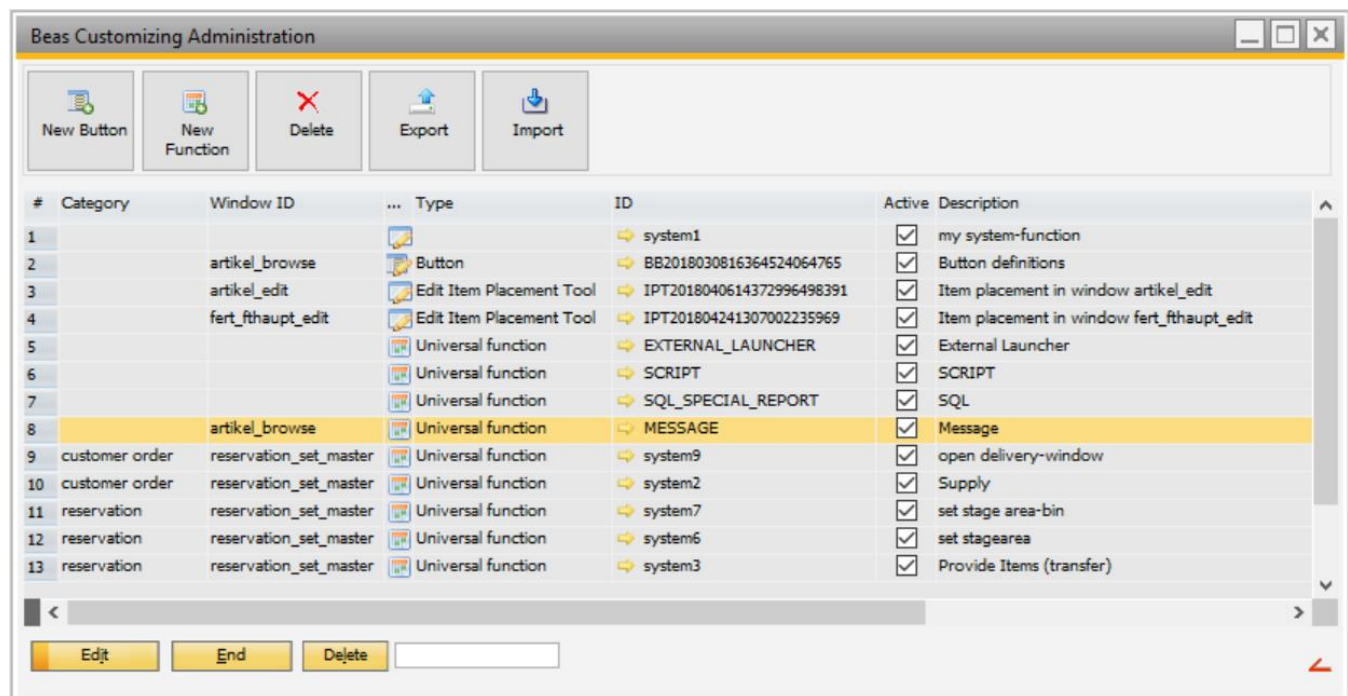 Beas Customizing Administration
New Button
New Function
Delete
Export
Import
# Category Window ID ... Type ID Active Description
1 system1 my system-function
2 artikel_browse Button BB2018030816364524064765 Button definitions
3 artikel_edit Edit Item Placement Tool IPT2018040614372996498391 Item placement in window artikel_edit
4 fert_fthaupt_edit Edit Item Placement Tool IPT201804241307002235969 Item placement in window fert_fthaupt_edit
5 Universal function EXTERNAL_LAUNCHER External Launcher
6 Universal function SCRIPT SCRIPT
7 Universal function SQL_SPECIAL_REPORT SQL
8 artikel_browse Universal function MESSAGE Message
9 customer order reservation_set_master Universal function system9 open delivery-window
10 customer order reservation_set_master Universal function system2 Supply
11 reservation reservation_set_master Universal function system7 set stage area-bin
12 reservation reservation_set_master Universal function system6 set stagearea
13 reservation reservation_set_master Universal function system3 Provide Items (transfer)
Edit End Delete